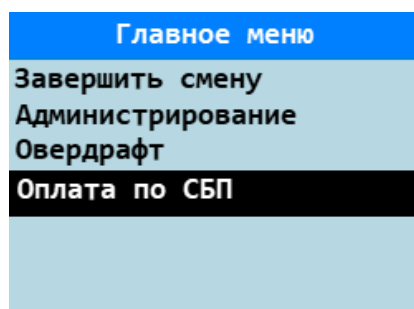 Главное меню
Завершить смену
Администрирование
Овердрафт
Оплата по СБП